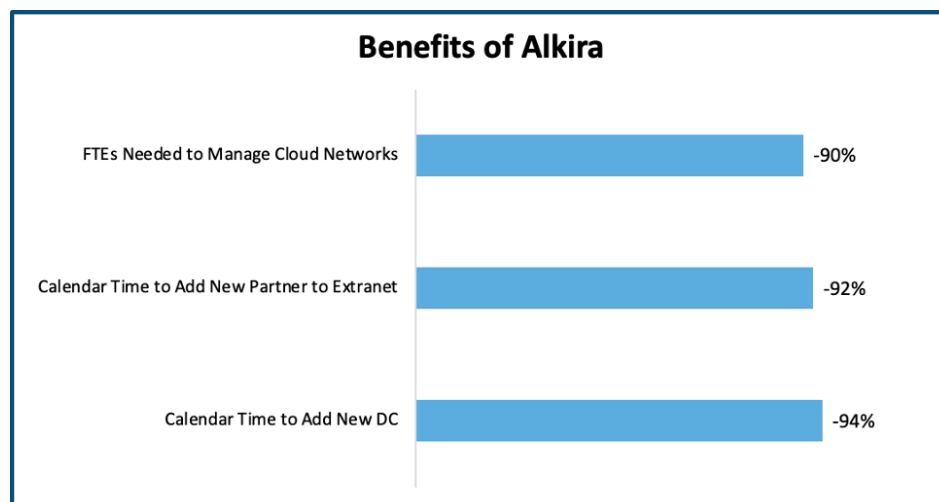 Benefits of Alkira
FTEs Needed to Manage Cloud Networks
-90%
Calendar Time to Add New Partner to Extranet
-92%
Calendar Time to Add New DC
-94%